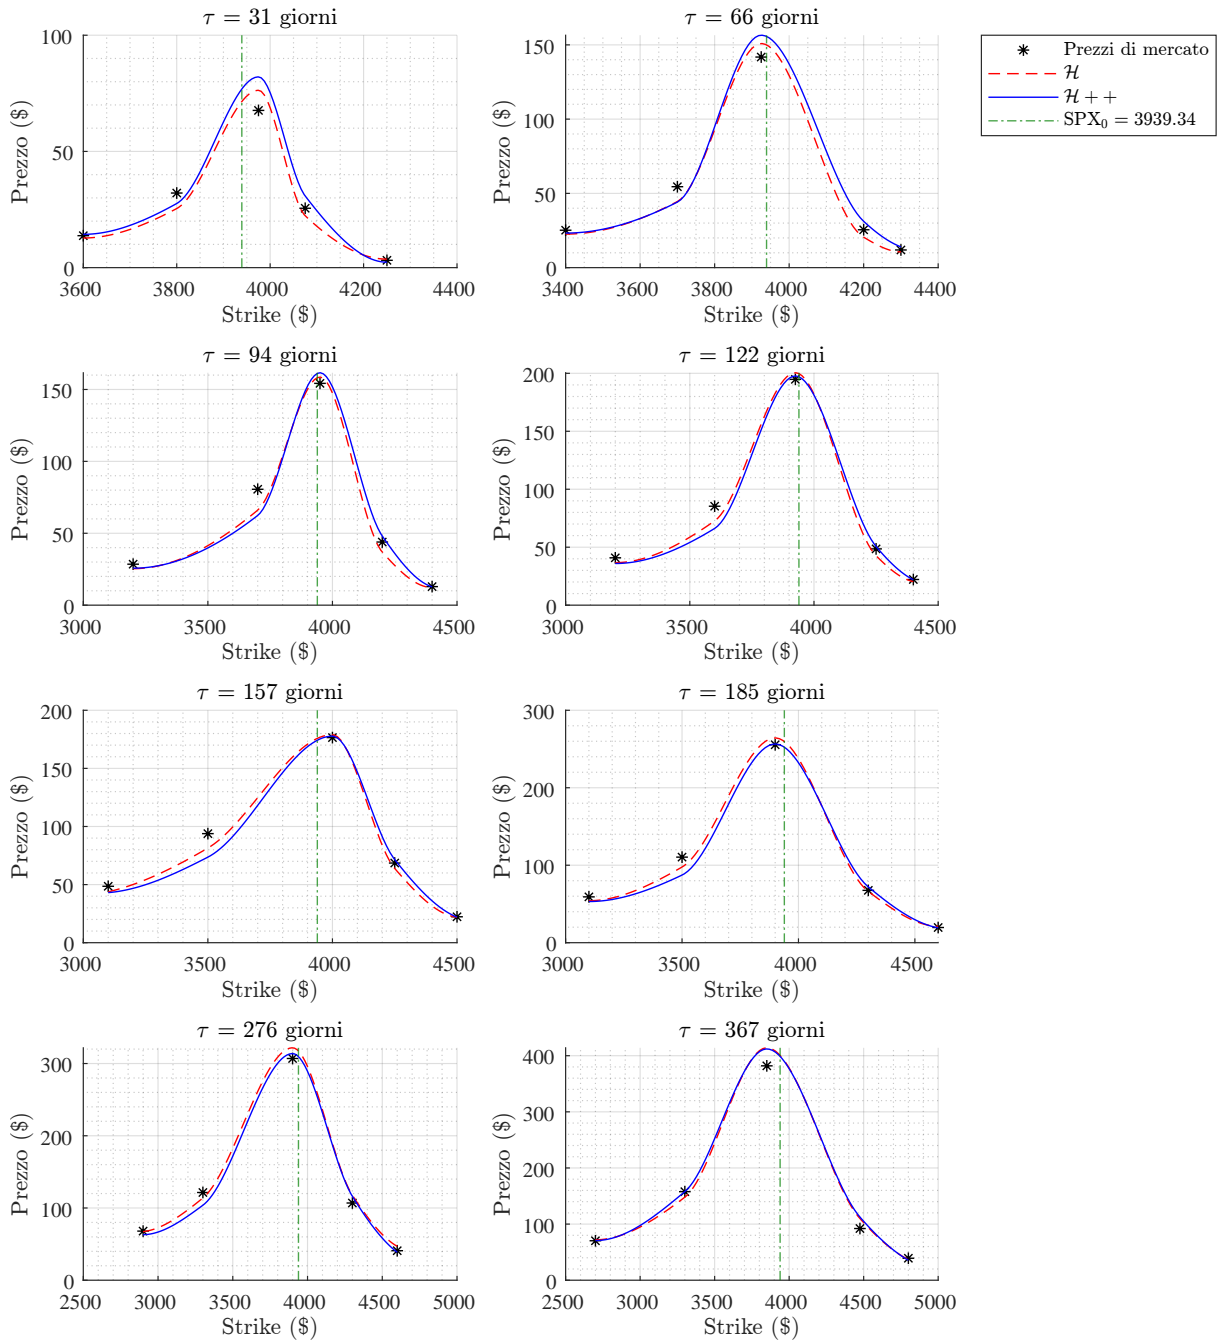 τ = 31 giorni
Prezzo ($)
100
50
0
3600 3800 4000 4200 4400
Strike ($)
τ = 66 giorni
Prezzo ($)
150
100
50
0
3400 3600 3800 4000 4200 4400
Strike ($)
Prezzi di mercato
ℋ
ℋ++
SPX₀ = 3939.34
τ = 94 giorni
Prezzo ($)
150
100
50
0
3000 3500 4000 4500
Strike ($)
τ = 122 giorni
Prezzo ($)
200
150
100
50
0
3000 3500 4000 4500
Strike ($)
τ = 157 giorni
Prezzo ($)
200
150
100
50
0
3000 3500 4000 4500
Strike ($)
τ = 185 giorni
Prezzo ($)
300
200
100
0
3000 3500 4000 4500
Strike ($)
τ = 276 giorni
Prezzo ($)
300
200
100
0
2500 3000 3500 4000 4500 5000
Strike ($)
τ = 367 giorni
Prezzo ($)
400
300
200
100
0
2500 3000 3500 4000 4500 5000
Strike ($)